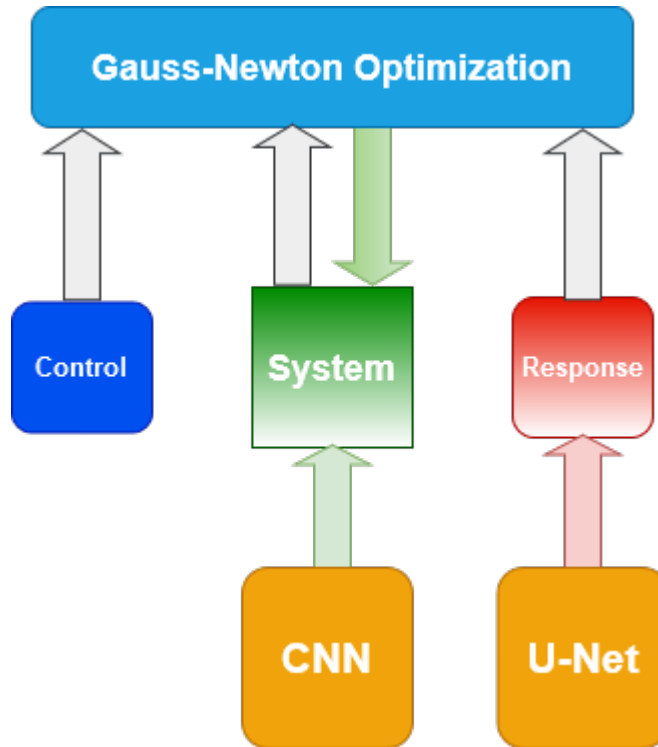 Gauss-Newton Optimization
Control
System
Response
CNN
U-Net